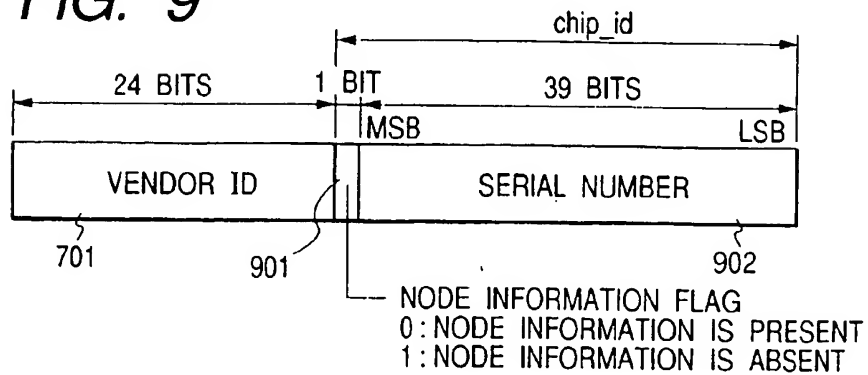 FIG. 9
chip_id
24 BITS
1 BIT
39 BITS
MSB
LSB
VENDOR ID
SERIAL NUMBER
701
901
902
NODE INFORMATION FLAG
0:NODE INFORMATION IS PRESENT
1:NODE INFORMATION IS ABSENT